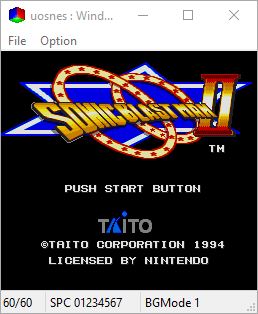 uosnes : Wind...
File Option
SONIC BLAST MAN II
TM
PUSH START BUTTON
TAITO
©TAITO CORPORATION 1994
LICENSED BY NINTENDO
60/60 SPC 01234567 BGMode 1